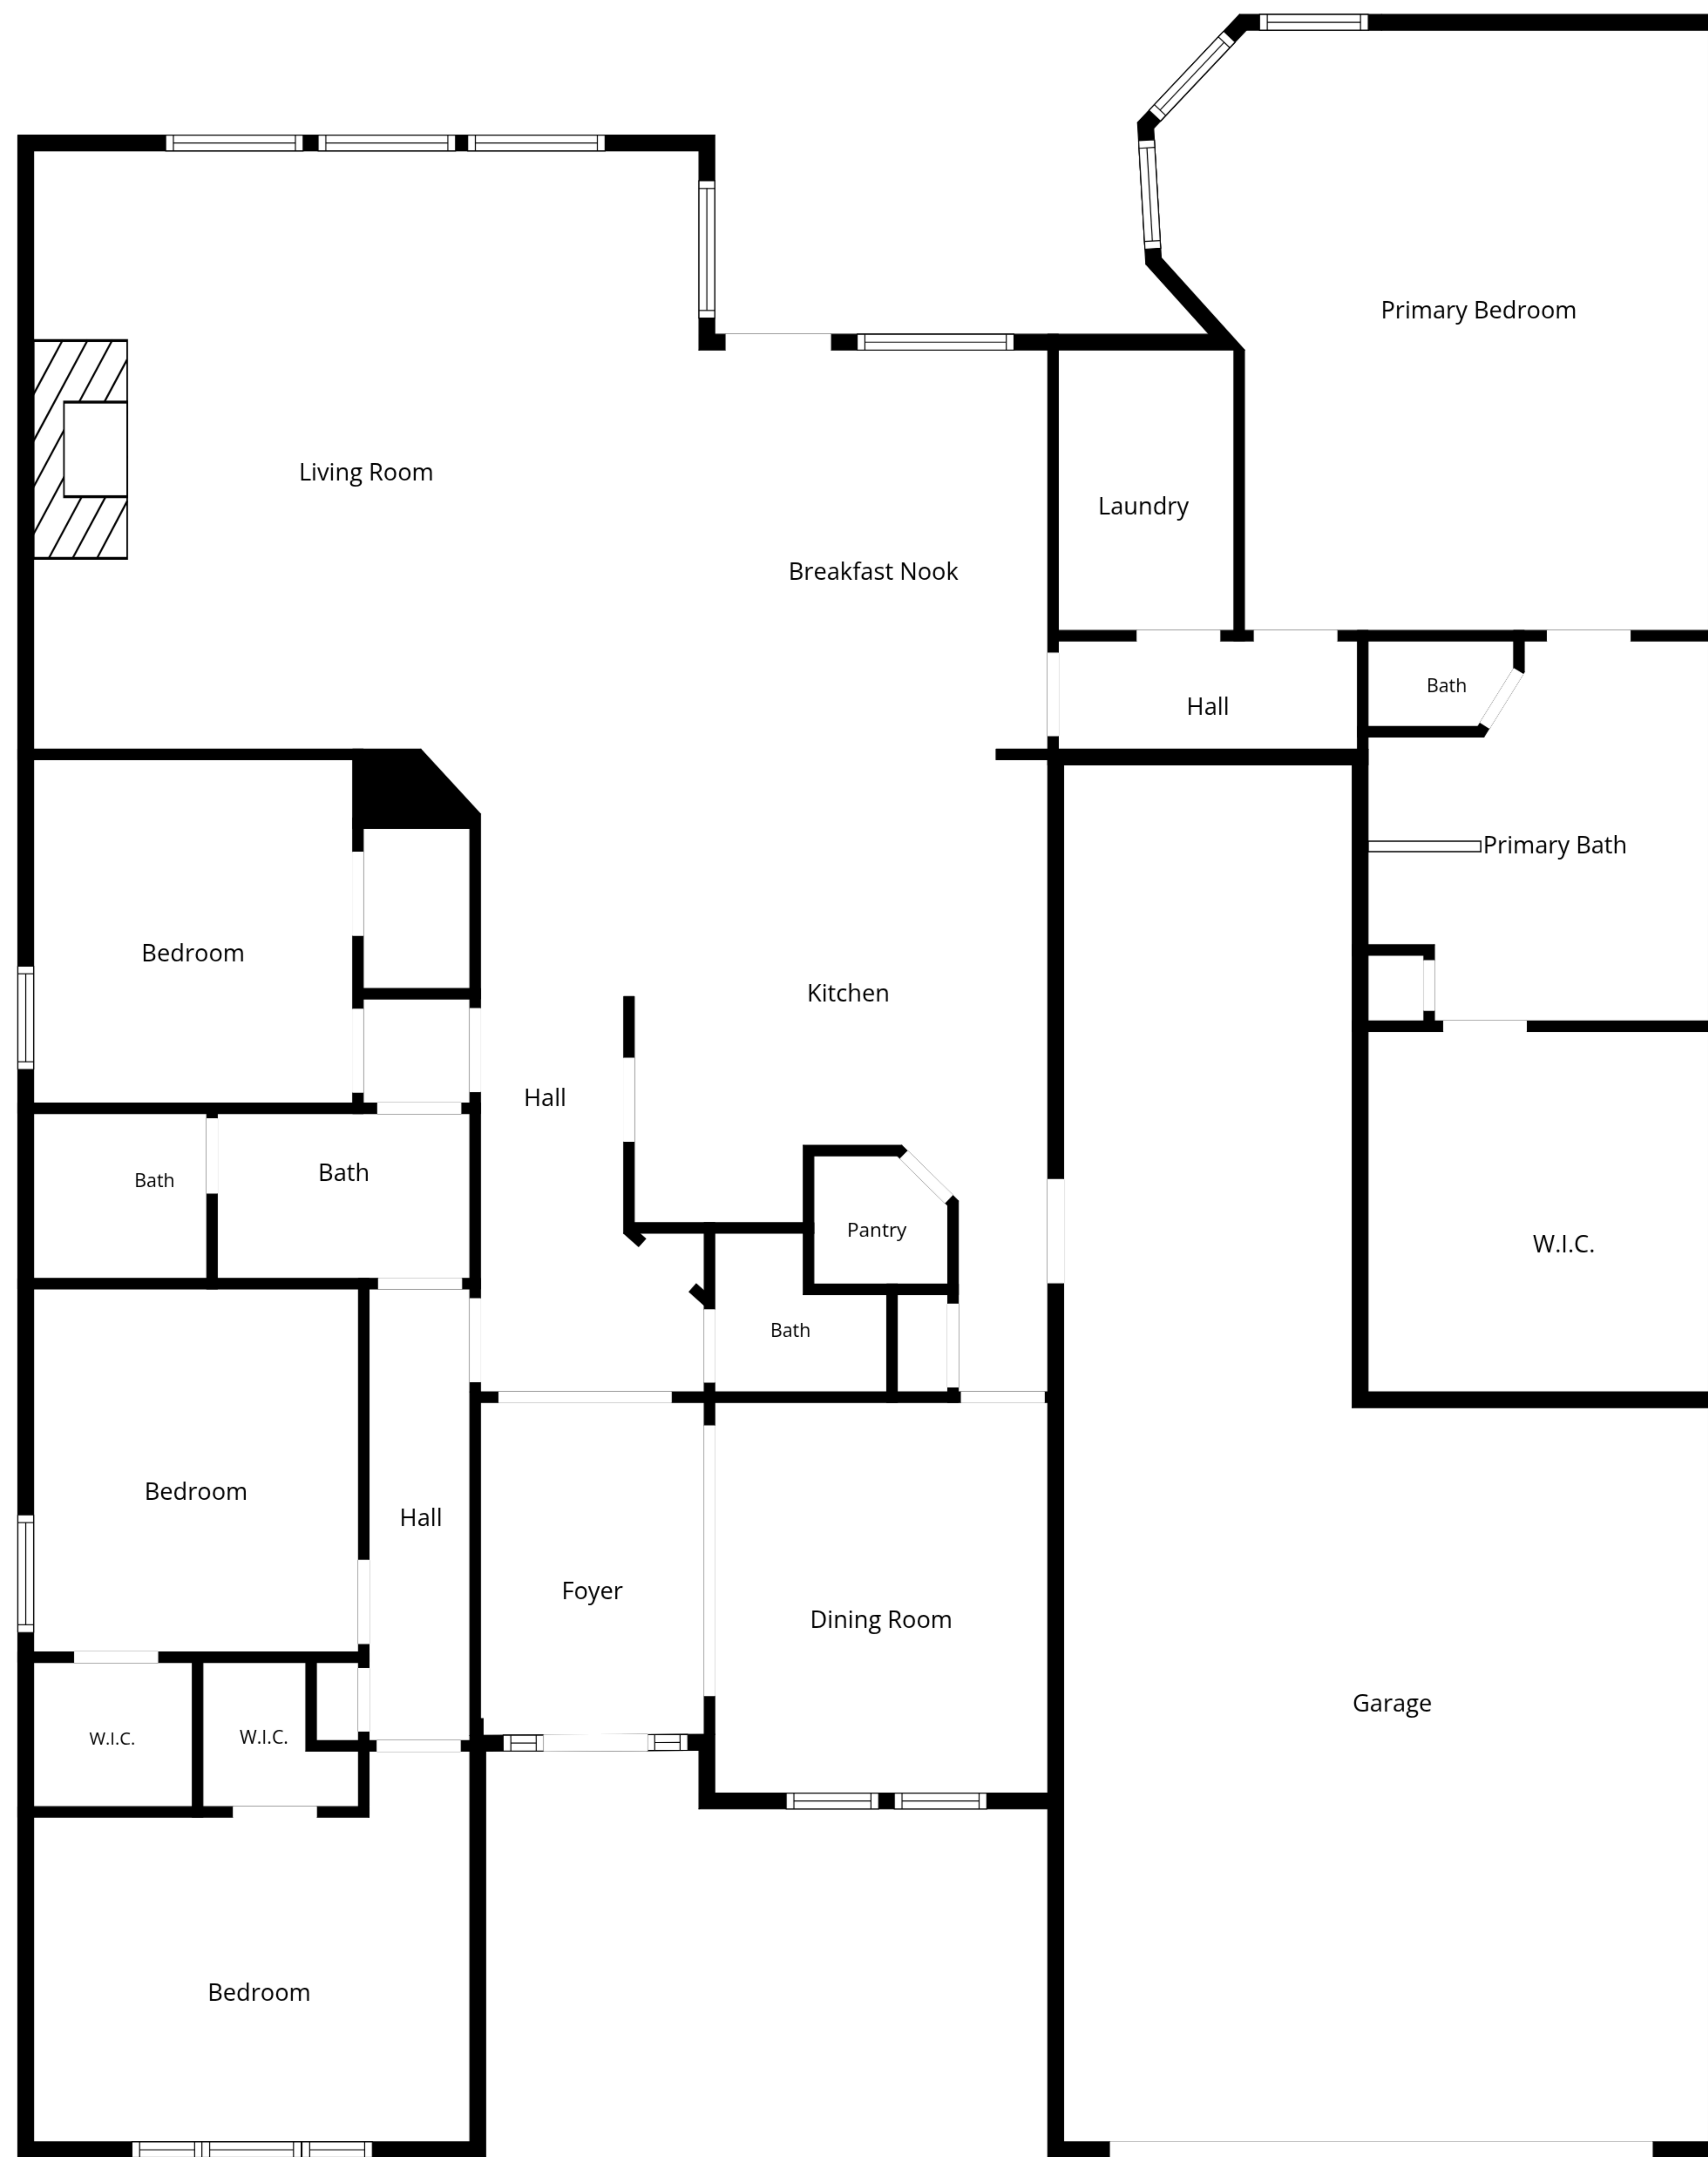 Primary Bedroom
Living Room
Laundry
Breakfast Nook
Bath
Hall
Primary Bath
Bedroom
Kitchen
Hall
Bath
Bath
Pantry
W.I.C.
Bath
Bedroom
Hall
Foyer
Dining Room
Garage
W.I.C.
W.I.C.
Bedroom